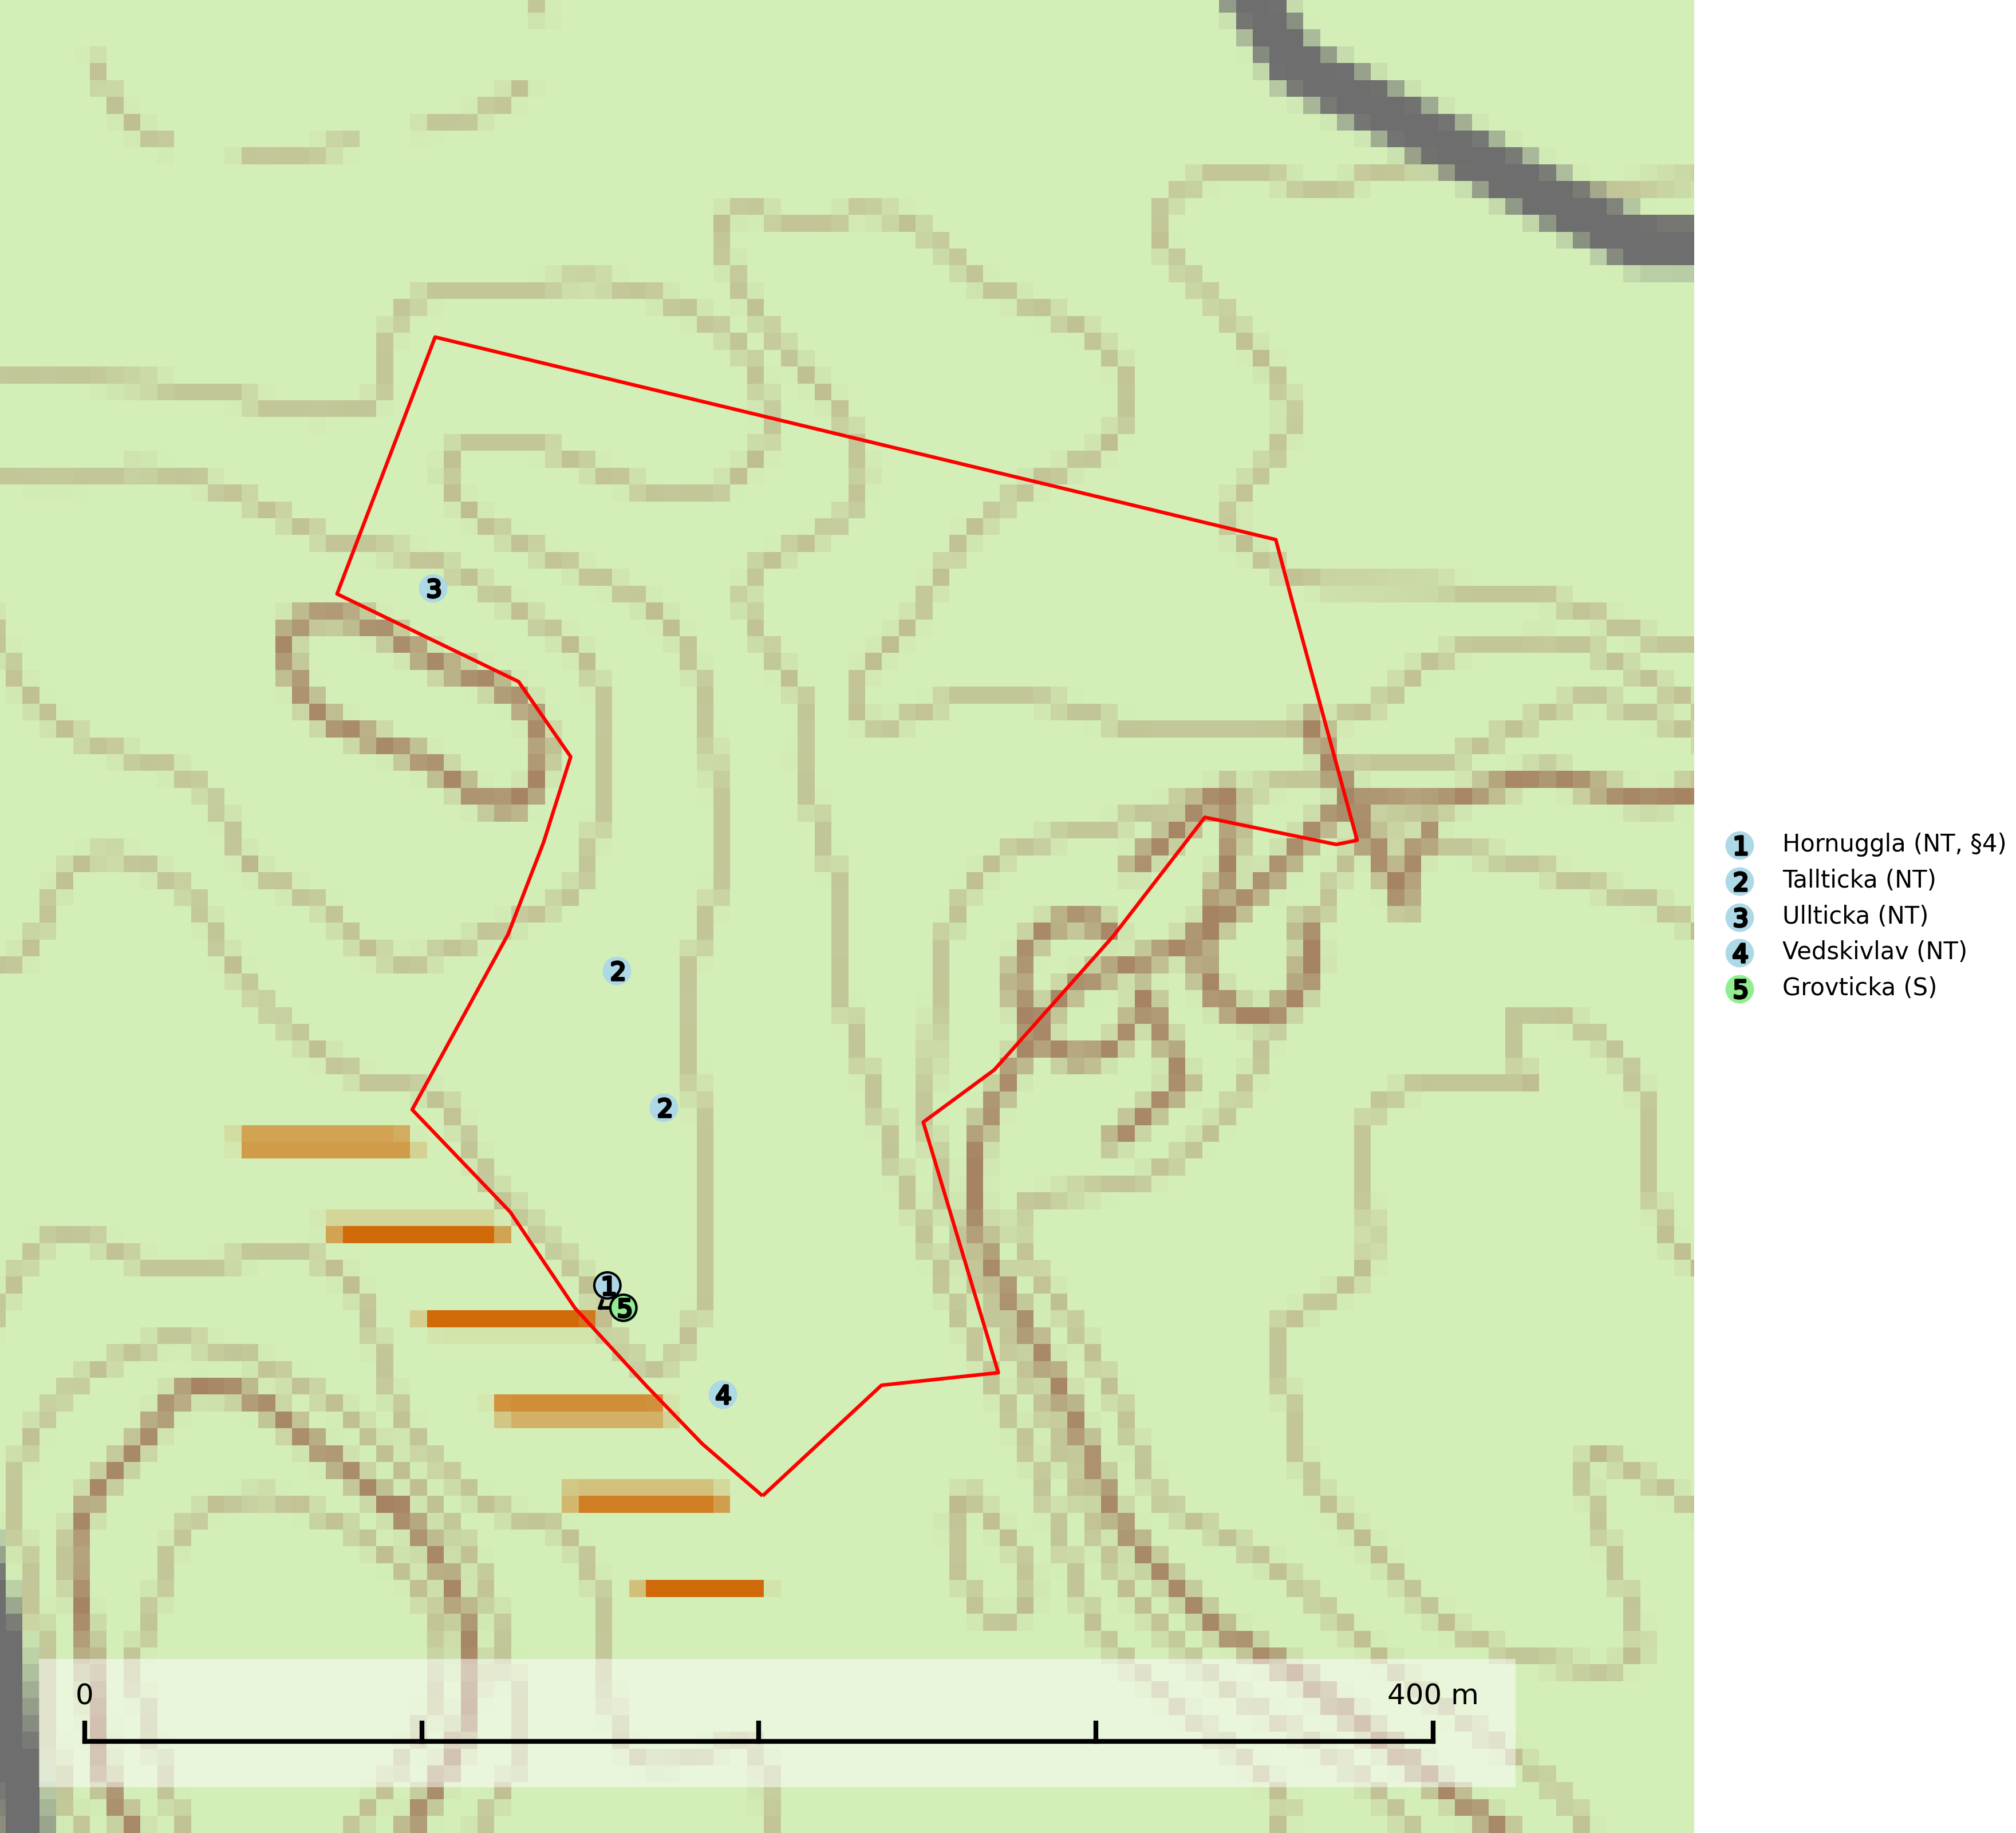 3
2
2
1
5
4
1 Hornuggla (NT, §4)
2 Tallticka (NT)
3 Ullticka (NT)
4 Vedskivlav (NT)
5 Grovticka (S)
0 400 m